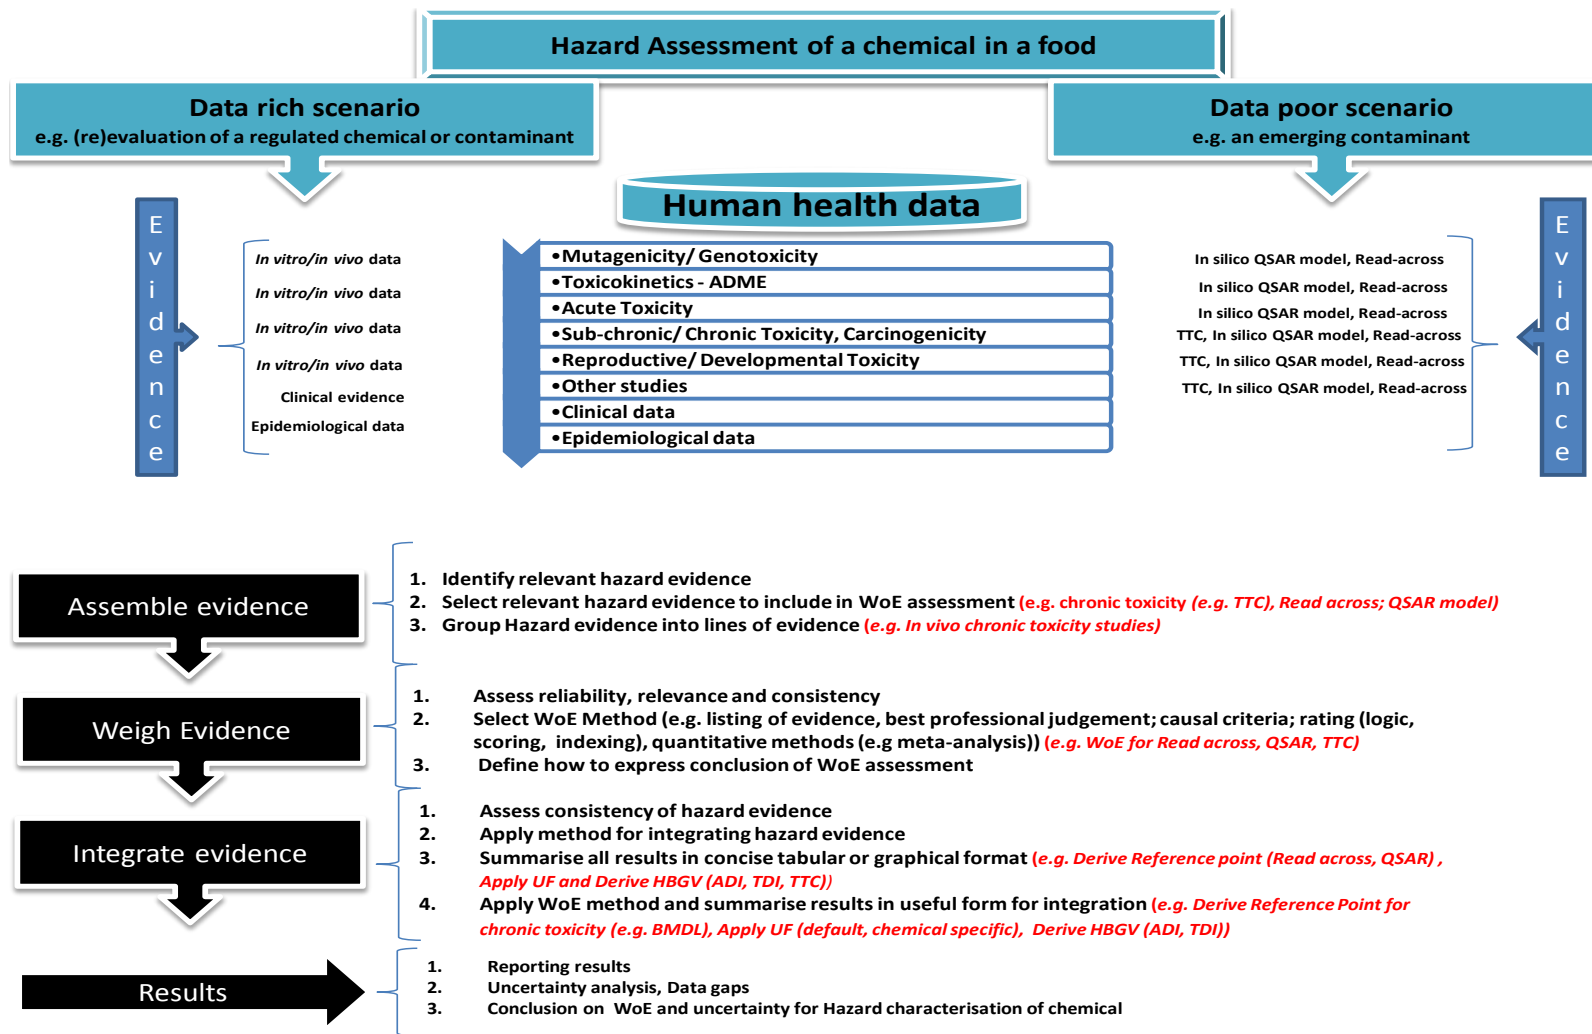 Hazard Assessment of a chemical in a food
Data rich scenario
e.g. (re)evaluation of a regulated chemical or contaminant
Data poor scenario
e.g. an emerging contaminant
Human health data
Evidence
In vitro/in vivo data
In vitro/in vivo data
In vitro/in vivo data
In vitro/in vivo data
Clinical evidence
Epidemiological data
•Mutagenicity/ Genotoxicity
•Toxicokinetics - ADME
•Acute Toxicity
•Sub-chronic/ Chronic Toxicity, Carcinogenicity
•Reproductive/ Developmental Toxicity
•Other studies
•Clinical data
•Epidemiological data
In silico QSAR model, Read-across
In silico QSAR model, Read-across
In silico QSAR model, Read-across
TTC, In silico QSAR model, Read-across
TTC, In silico QSAR model, Read-across
TTC, In silico QSAR model, Read-across
Evidence
Assemble evidence
1. Identify relevant hazard evidence
2. Select relevant hazard evidence to include in WoE assessment (e.g. chronic toxicity (e.g. TTC), Read across; QSAR model)
3. Group Hazard evidence into lines of evidence (e.g. In vivo chronic toxicity studies)
Weigh Evidence
1. Assess reliability, relevance and consistency
2. Select WoE Method (e.g. listing of evidence, best professional judgement; causal criteria; rating (logic,
scoring, indexing), quantitative methods (e.g meta-analysis)) (e.g. WoE for Read across, QSAR, TTC)
3. Define how to express conclusion of WoE assessment
Integrate evidence
1. Assess consistency of hazard evidence
2. Apply method for integrating hazard evidence
3. Summarise all results in concise tabular or graphical format (e.g. Derive Reference point (Read across, QSAR) ,
Apply UF and Derive HBGV (ADI, TDI, TTC))
4. Apply WoE method and summarise results in useful form for integration (e.g. Derive Reference Point for
chronic toxicity (e.g. BMDL), Apply UF (default, chemical specific), Derive HBGV (ADI, TDI))
Results
1. Reporting results
2. Uncertainty analysis, Data gaps
3. Conclusion on WoE and uncertainty for Hazard characterisation of chemical